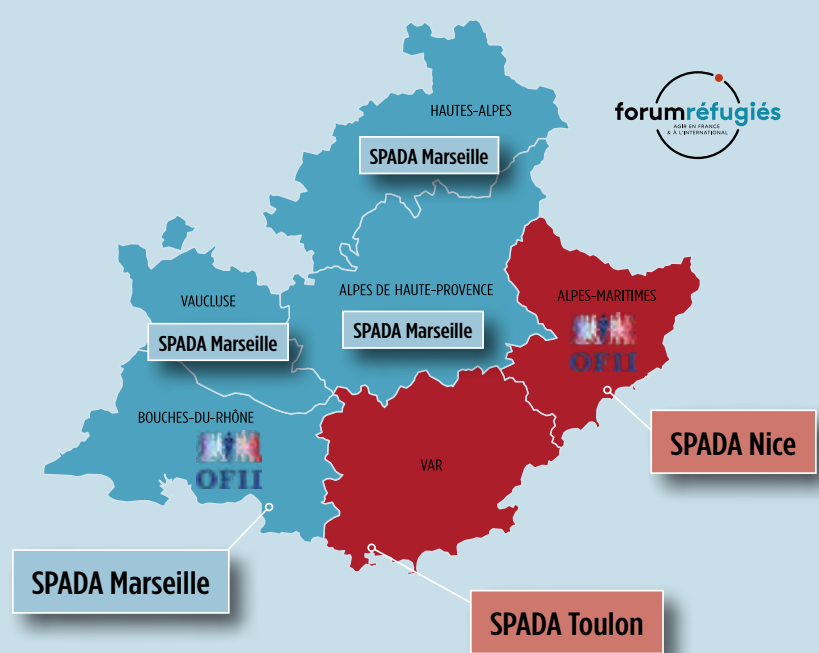 HAUTES-ALPES
forumréfugiés
AGIR EN FRANCE
& À L'INTERNATIONAL
SPADA Marseille
VAUCLUSE
ALPES DE HAUTE-PROVENCE
ALPES-MARITIMES
SPADA Marseille
SPADA Marseille
OFII
BOUCHES-DU-RHÔNE
OFII
VAR
SPADA Nice
SPADA Marseille
SPADA Toulon